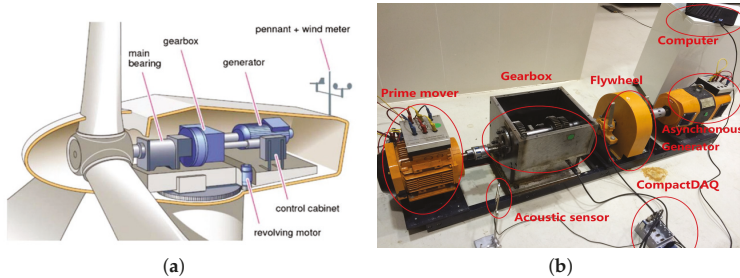 pennant + wind meter
gearbox
main
bearing
generator
control cabinet
revolving motor
(a)
Computer
Gearbox
Flywheel
Prime mover
Asynchronous
Generator
CompactDAQ
Acoustic sensor
(b)